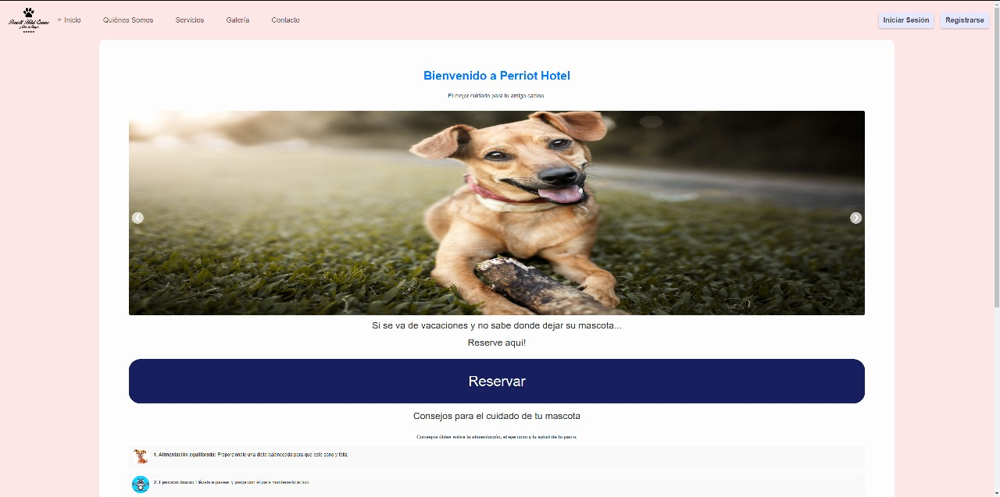 Perriot Hotel Canino
≡ Inicio
Quiénes Somos
Servicios
Galería
Contacto
Iniciar Sesión
Registrarse
Bienvenido a Perriot Hotel
El mejor cuidado para tu amigo canino
Si se va de vacaciones y no sabe donde dejar su mascota...
Reserve aqui!
Reservar
Consejos para el cuidado de tu mascota
Consejos útiles sobre la alimentación, el ejercicio y la salud de tu perro.
1. Alimentación equilibrada: Proporciónale una dieta balanceada para que esté sano y feliz.
2. Ejercicio diario: Llévalo a pasear y juega con él para mantenerlo activo